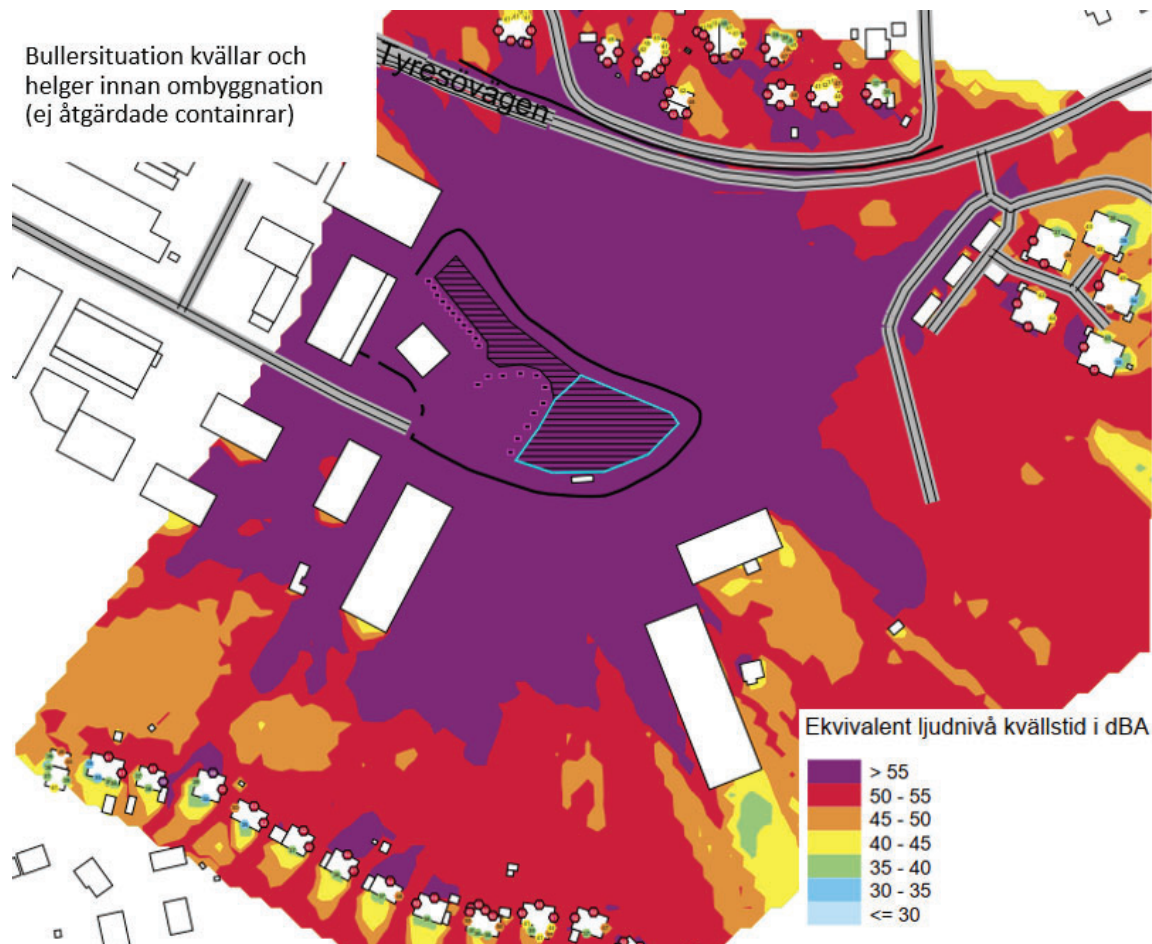 Bullersituation kvällar och
helger innan ombyggnation
(ej åtgärdade containrar)
Tyresövägen
Ekvivalent ljudnivå kvällstid i dBA
> 55
50 - 55
45 - 50
40 - 45
35 - 40
30 - 35
<= 30